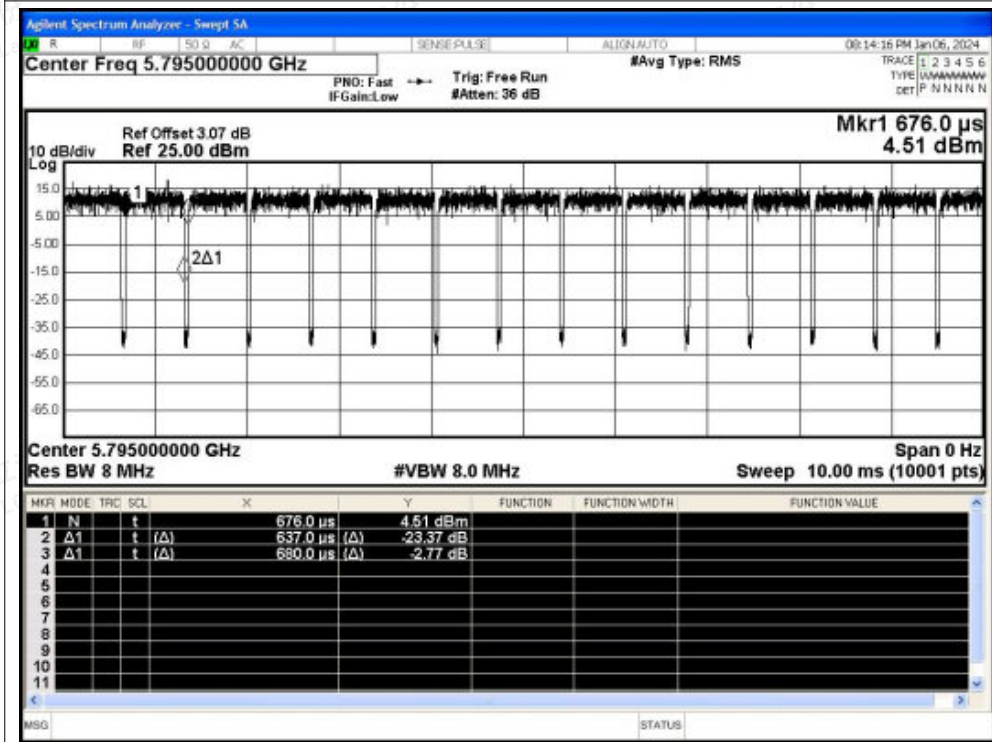 Agilent Spectrum Analyzer - Swept SA
LXI R RF 50 Ω AC SENSE:PULSE ALIGNAUTO 08:14:16 PM Jan 06, 2024
Center Freq 5.795000000 GHz #Avg Type: RMS TRACE 1 2 3 4 5 6
PNO: Fast Trig: Free Run TYPE WWWWWW
IFGain:Low #Atten: 36 dB DET P N N N N N
Mkr1 676.0 µs
Ref Offset 3.07 dB
10 dB/div Ref 25.00 dBm 4.51 dBm
Log
15.0
1
5.00
-5.00
2Δ1
-15.0
-25.0
-35.0
-45.0
-55.0
-65.0
Center 5.795000000 GHz Span 0 Hz
Res BW 8 MHz #VBW 8.0 MHz Sweep 10.00 ms (10001 pts)
MKR MODE TRC SCL X Y FUNCTION FUNCTION WIDTH FUNCTION VALUE
1 N t 676.0 µs 4.51 dBm
2 Δ1 t (Δ) 637.0 µs (Δ) -23.37 dB
3 Δ1 t (Δ) 680.0 µs (Δ) -2.77 dB
4
5
6
7
8
9
10
11
MSG STATUS